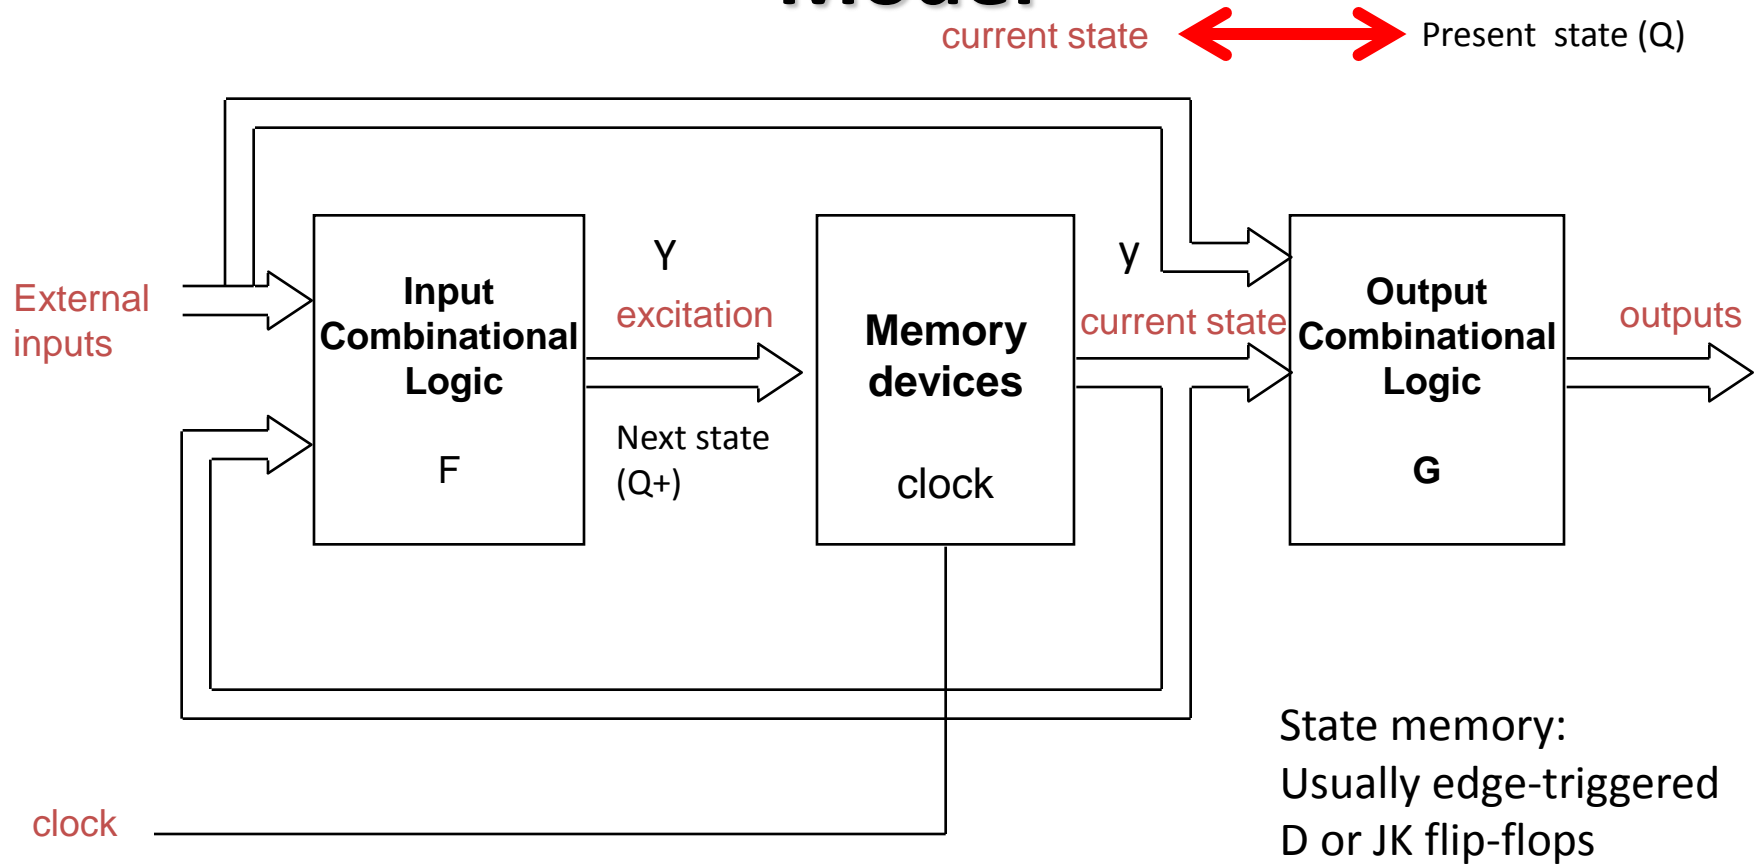 Model
current state
Present state (Q)
External
inputs
Input
Combinational
Logic
F
Y
excitation
Next state
(Q+)
Memory
devices
clock
y
current state
Output
Combinational
Logic
G
outputs
clock
State memory:
Usually edge-triggered
D or JK flip-flops